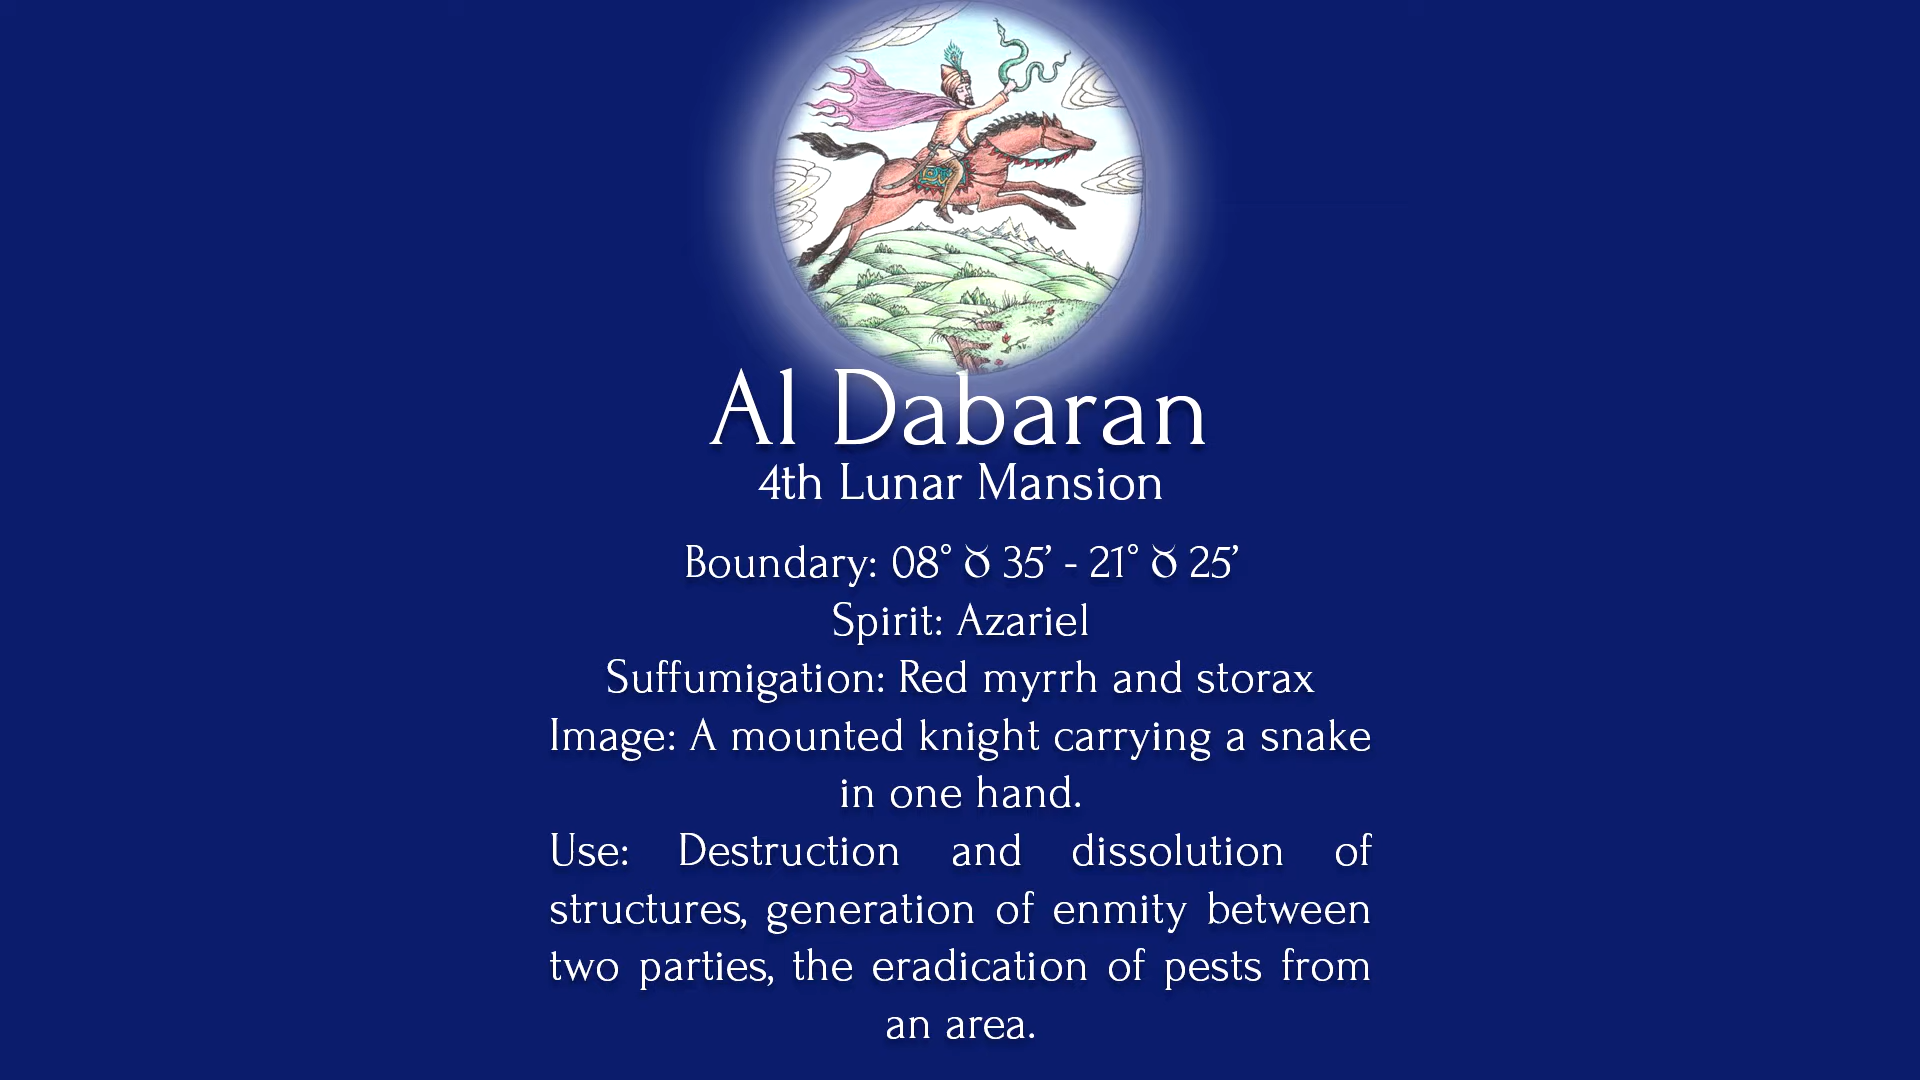 Al Dabaran
4th Lunar Mansion
Boundary: 08° ♉ 35’ - 21° ♉ 25’
Spirit: Azariel
Suffumigation: Red myrrh and storax
Image: A mounted knight carrying a snake
in one hand.
Use: Destruction and dissolution of
structures, generation of enmity between
two parties, the eradication of pests from
an area.